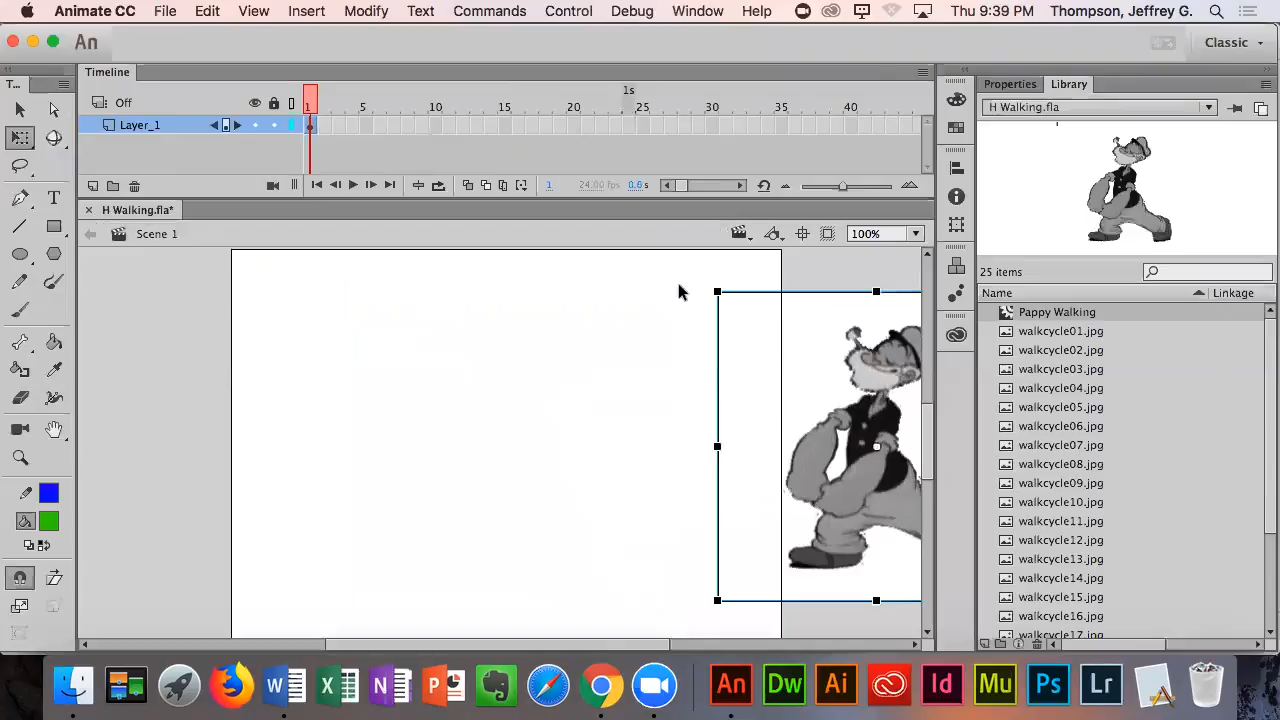 Animate CC File Edit View Insert Modify Text Commands Control Debug Window Help Thu 9:39 PM Thompson, Jeffrey G.
An Classic
T... Timeline Properties Library
1s
Off 1 5 10 15 20 25 30 35 40
H Walking.fla
Layer_1
1 24.00 fps 0.6 s
H Walking.fla*
Scene 1 100%
25 items
Name Linkage
Pappy Walking
walkcycle01.jpg
walkcycle02.jpg
walkcycle03.jpg
walkcycle04.jpg
walkcycle05.jpg
walkcycle06.jpg
walkcycle07.jpg
walkcycle08.jpg
walkcycle09.jpg
walkcycle10.jpg
walkcycle11.jpg
walkcycle12.jpg
walkcycle13.jpg
walkcycle14.jpg
walkcycle15.jpg
walkcycle16.jpg
walkcycle17.jpg
W X N P An Dw Ai Id Mu Ps Lr